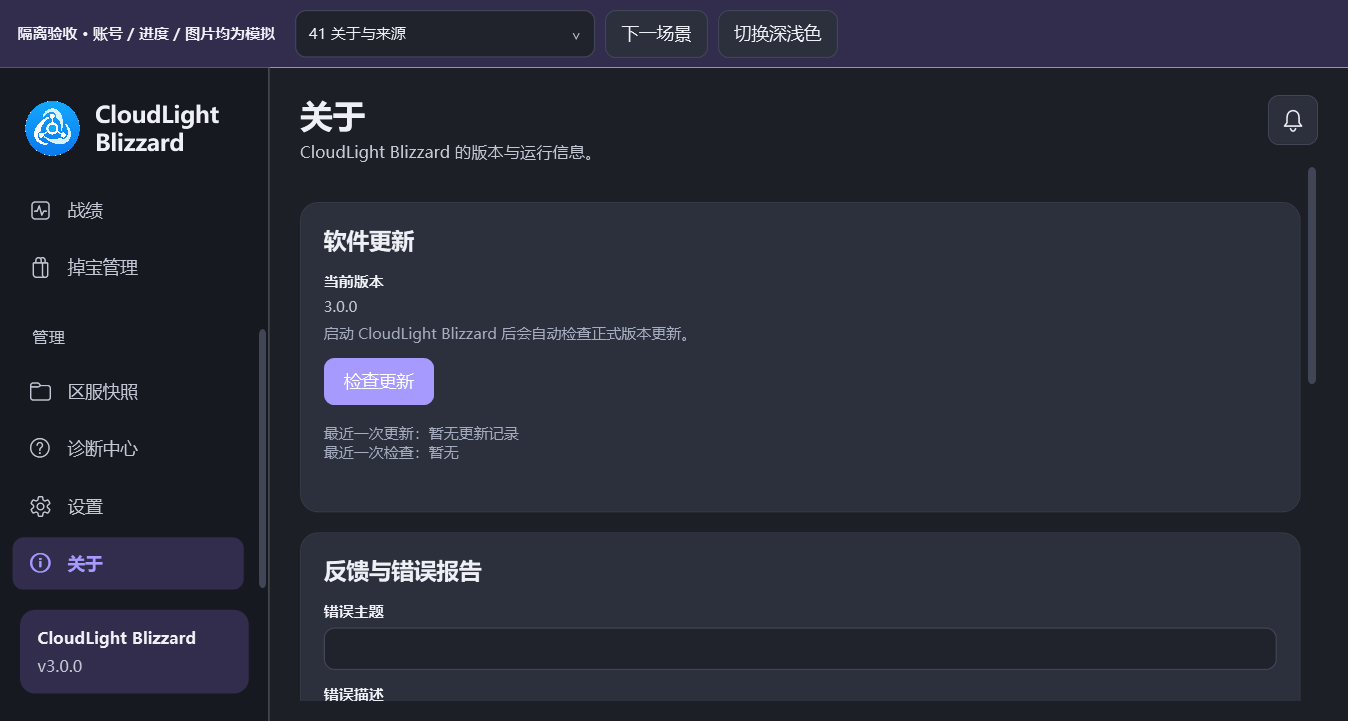 隔离验收 • 账号 / 进度 / 图片均为模拟
41 关于与来源
下一场景
切换深浅色
CloudLight
Blizzard
战绩
掉宝管理
管理
区服快照
诊断中心
设置
关于
CloudLight Blizzard
v3.0.0
关于
CloudLight Blizzard 的版本与运行信息。
软件更新
当前版本
3.0.0
启动 CloudLight Blizzard 后会自动检查正式版本更新。
检查更新
最近一次更新：暂无更新记录
最近一次检查：暂无
反馈与错误报告
错误主题
错误描述